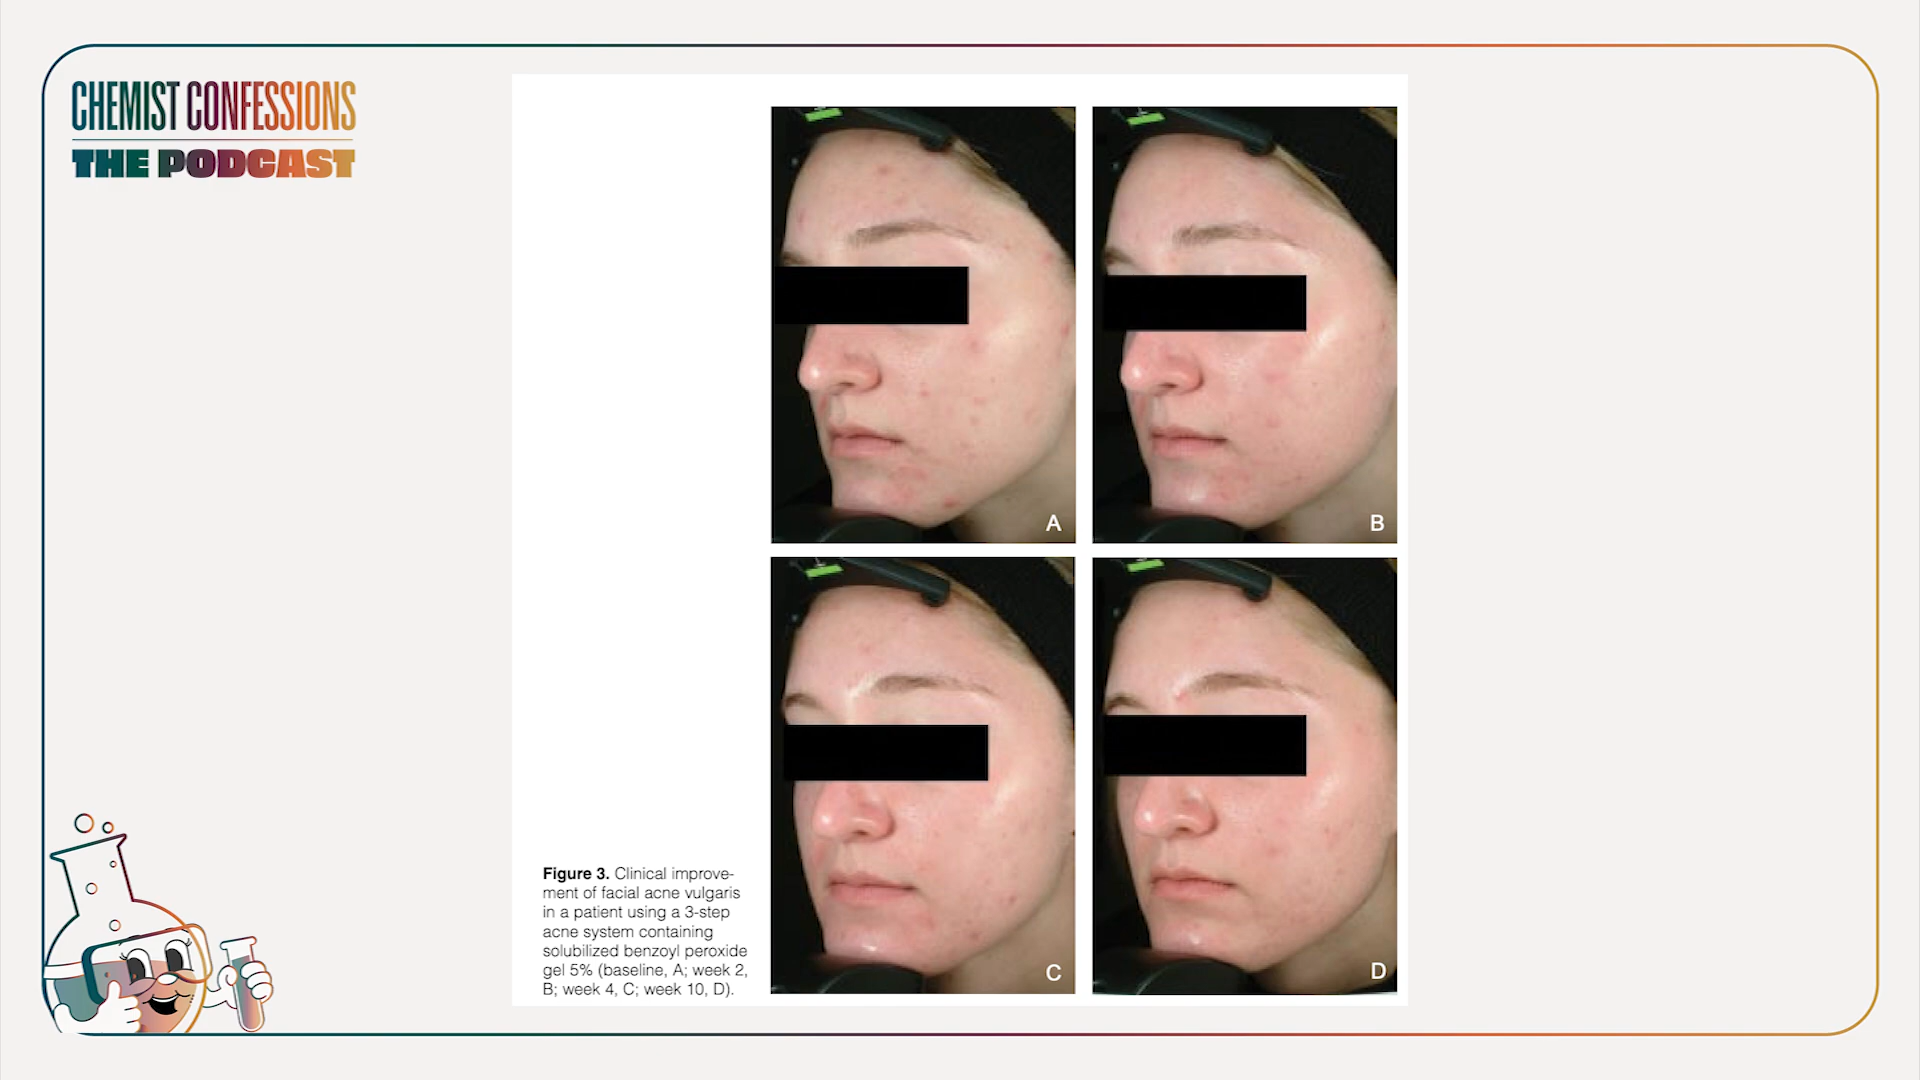 CHEMIST CONFESSIONS
THE PODCAST
A
B
C
D
Figure 3. Clinical improve-
ment of facial acne vulgaris
in a patient using a 3-step
acne system containing
solubilized benzoyl peroxide
gel 5% (baseline, A; week 2,
B; week 4, C; week 10, D).